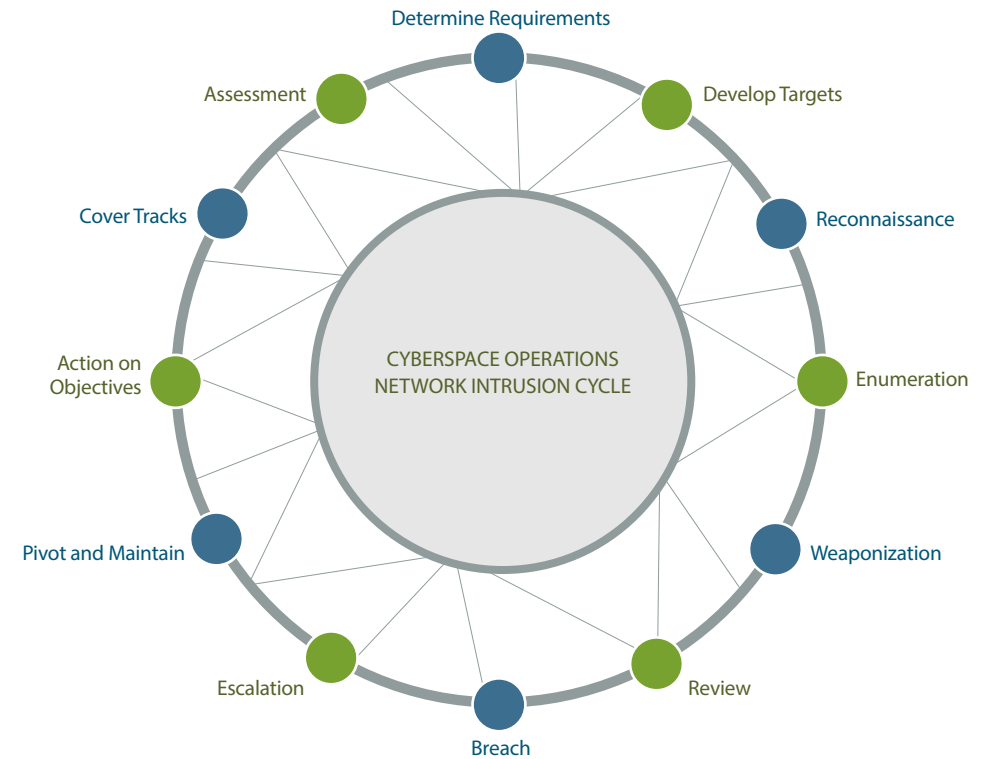 Determine Requirements
Develop Targets
Reconnaissance
Enumeration
Weaponization
Review
Breach
Escalation
Pivot and Maintain
Action on
Objectives
Cover Tracks
Assessment
CYBERSPACE OPERATIONS
NETWORK INTRUSION CYCLE